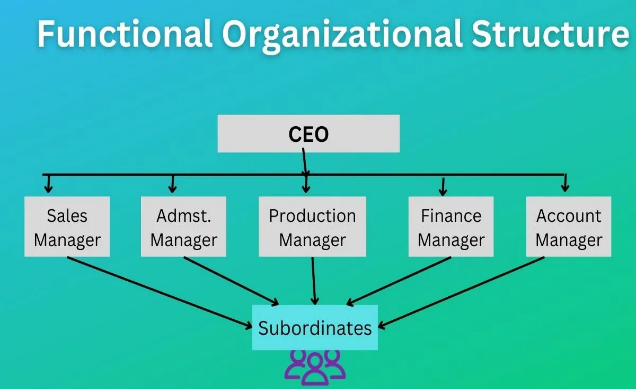 Functional Organizational Structure
CEO
Sales
Manager
Admst.
Manager
Production
Manager
Finance
Manager
Account
Manager
Subordinates